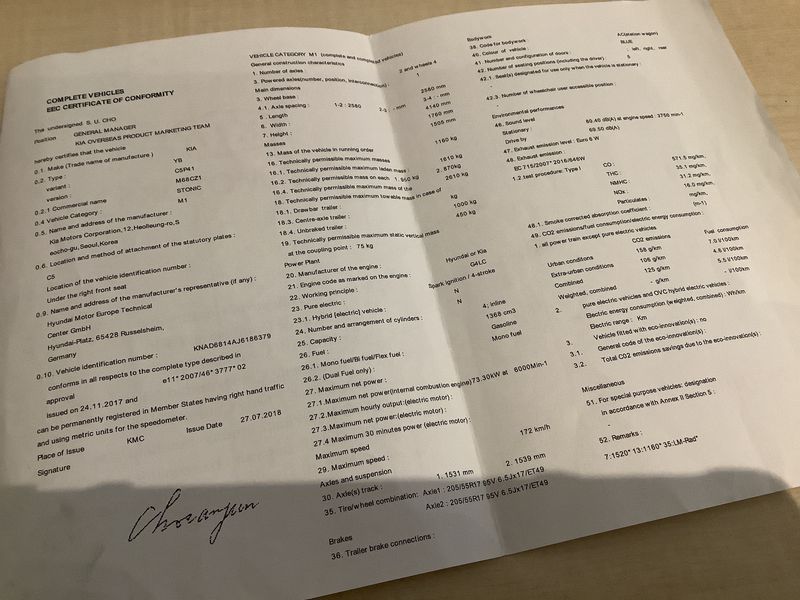 COMPLETE VEHICLES
EEC CERTIFICATE OF CONFORMITY
The undersigned S. U. CHO
Position GENERAL MANAGER
KIA OVERSEAS PRODUCT MARKETING TEAM
hereby certifies that the vehicle
0.1. Make (Trade name of manufacture) KIA
0.2. Type : YB
variant : C5P41
version : M66CZ1
0.2.1 Commercial name STONIC
0.4 Vehicle Category : M1
0.5. Name and address of the manufacturer :
Kia Motors Corporation,12,Heolleung-ro,S
eocho-gu,Seoul,Korea
0.6. Location and method of attachment of the statutory plates :
C5
Location of the vehicle identification number :
Under the right front seat
0.9. Name and address of the manufacturer's representative (if any) :
Hyundai Motor Europe Technical
Center GmbH
Hyundai-Platz, 65428 Russelsheim,
Germany
0.10. Vehicle identification number : KNAD6814AJ6186379
conforms in all respects to the complete type described in
approval e11* 2007/46* 3777* 02
issued on 24.11.2017 and
can be permanently registered in Member States having right hand traffic
and using metric units for the speedometer.
Place of Issue KMC Issue Date 27.07.2018
Signature
VEHICLE CATEGORY M1 (complete and completed vehicles)
General construction characteristics
1. Number of axles : 2 and wheels 4
3. Powered axles(number, position, interconnection) : 1
Main dimensions
3. Wheel base : 2580 mm
4.1. Axle spacing : 1-2 : 2580 2-3 : - mm 3-4 : - mm
5. Length 4140 mm
6. Width : 1760 mm
7. Height : 1505 mm
Masses
13. Mass of the vehicle in running order 1160 kg
16. Technically permissible maximum masses
16.1. Technically permissible maximum laden mass : 1610 kg
16.2. Technically permissible mass on each 1. 950 kg 2. 870kg
16.4. Technically permissible maximum mass of the 2610 kg
18. Technically permissible maximum towable mass in case of
18.1. Drawbar trailer : kg
18.3. Centre-axle trailer : 1000 kg
18.4. Unbraked trailer : 450 kg
19. Technically permissible maximum static vertical mass
at the coupling point : 75 kg
Power Plant
20. Manufacturer of the engine : Hyundai or Kia
21. Engine code as marked on the engine : G4LC
22. Working principle : Spark ignition / 4-stroke
23. Pure electric : N
23.1. Hybrid [electric] vehicle : N
24. Number and arrangement of cylinders : 4; inline
25. Capacity : 1368 cm3
26. Fuel : Gasoline
26.1. Mono fuel/Bi fuel/Flex fuel : Mono fuel
26.2. (Dual Fuel only) :
27. Maximum net power :
27.1.Maximum net power(internal combustion engine)73.30kW at 6000Min-1
27.2.Maximum hourly output:(electric motor) :
27.3.Maximum net power:(electric motor) :
27.4 Maximum 30 minutes power (electric motor) :
Maximum speed
29. Maximum speed : 172 km/h
Axles and suspension
30. Axle(s) track : 1. 1531 mm 2. 1539 mm
35. Tire/wheel combination: Axle1 : 205/55R17 95V 6.5Jx17/ET49
Axle2 : 205/55R17 95V 6.5Jx17/ET49
Brakes
36. Trailer brake connections :
Bodywork
38. Code for bodywork : AC(station wagon)
40. Colour of vehicle : BLUE
41 Number and configuration of doors : : left, right, rear
42. Number of seating positions (including the driver) : 5
42.1. Seat(s) designated for use only when the vehicle is stationary :
42.3. Number of wheelchair user accessible position :
Environmental performances
46. Sound level
Stationary : 80.40 dB(A) at engine speed : 3750 min-1
Drive by 69.50 dB(A)
47. Exhaust emission level : Euro 6 W
48. Exhaust emission :
EC 715/2007* 2016/646W
1.2.test procedure: Type I CO : 571.5 mg/km,
THC : 35.1 mg/km,
NMHC : 31.2 mg/km,
NOx : 16.0 mg/km,
Particulates : mg/km,
48.1. Smoke corrected absorption coefficient : (m-1)
49. CO2 emissions/fuel consumption/electric energy consumption :
1. all power train except pure electric vehicles
CO2 emissions Fuel consumption
Urban conditons 158 g/km 7.0 l/100km
Extra-urban conditions 106 g/km 4.6 l/100km
Combined 125 g/km 5.5 l/100km
Weighted, combined - g/km - l/100km
2. pure electric vehicles and OVC hybrid electric vehicles :
Electric energy consumption (weighted, combined) : Wh/km
Electric range : Km
3. Vehicle fitted with eco-innovation(s) : no
3.1. General code of the eco-innovation(s) :
3.2. Total CO2 emissions savings due to the eco-innovation(s) :
Miscellaneous
51. For special purpose vehicles: designation
in accordance with Annex II Section 5 :
-
52. Remarks :
7:1520* 13:1160* 35:LM-Rad*